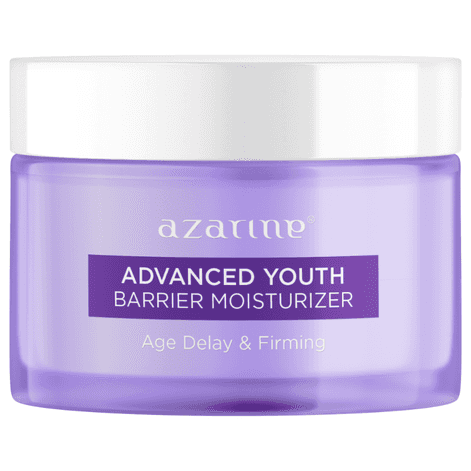 azarine®
ADVANCED YOUTH
BARRIER MOISTURIZER
Age Delay & Firming